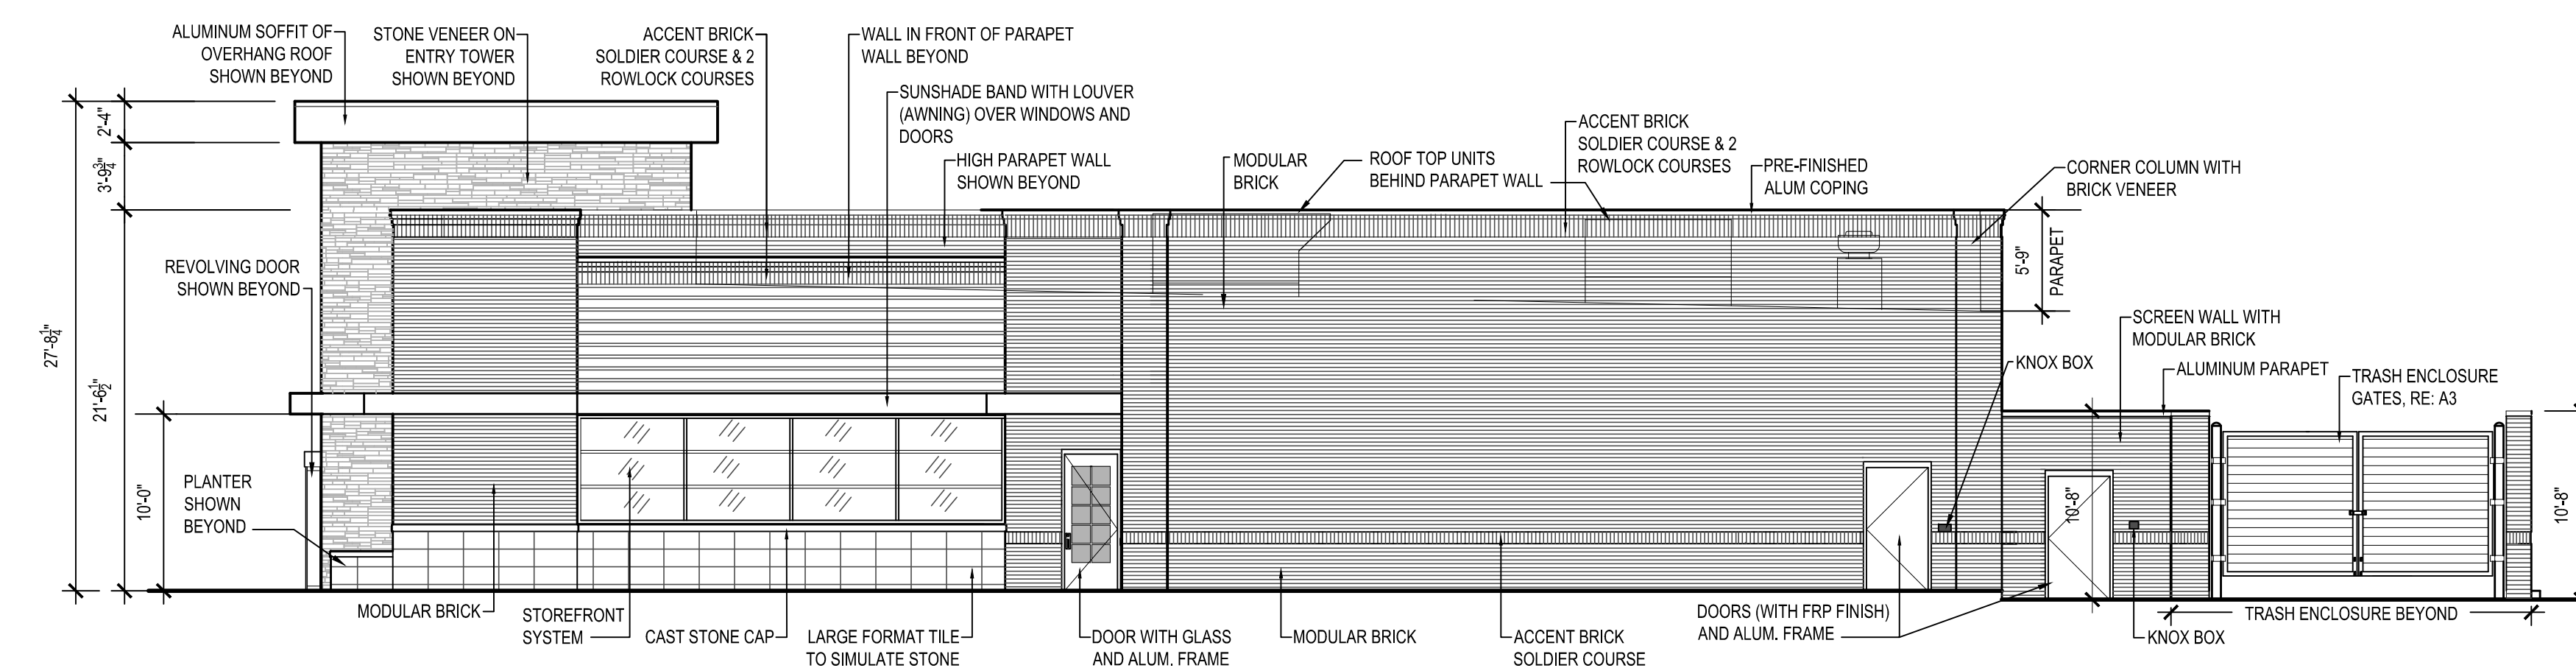 ALUMINUM SOFFIT OF
OVERHANG ROOF
SHOWN BEYOND
STONE VENEER ON
ENTRY TOWER
SHOWN BEYOND
ACCENT BRICK
SOLDIER COURSE & 2
ROWLOCK COURSES
WALL IN FRONT OF PARAPET
WALL BEYOND
SUNSHADE BAND WITH LOUVER
(AWNING) OVER WINDOWS AND
DOORS
HIGH PARAPET WALL
SHOWN BEYOND
MODULAR
BRICK
ROOF TOP UNITS
BEHIND PARAPET WALL
ACCENT BRICK
SOLDIER COURSE & 2
ROWLOCK COURSES
PRE-FINISHED
ALUM COPING
CORNER COLUMN WITH
BRICK VENEER
2'-4"
3'-9 3/4"
27'-8 1/4"
21'-6 1/2"
10'-0"
REVOLVING DOOR
SHOWN BEYOND
PLANTER
SHOWN
BEYOND
5'-9"
PARAPET
SCREEN WALL WITH
MODULAR BRICK
KNOX BOX
ALUMINUM PARAPET
TRASH ENCLOSURE
GATES, RE: A3
10'-8"
10'-8"
MODULAR BRICK
STOREFRONT
SYSTEM
CAST STONE CAP
LARGE FORMAT TILE
TO SIMULATE STONE
DOOR WITH GLASS
AND ALUM. FRAME
MODULAR BRICK
ACCENT BRICK
SOLDIER COURSE
DOORS (WITH FRP FINISH)
AND ALUM. FRAME
KNOX BOX
TRASH ENCLOSURE BEYOND